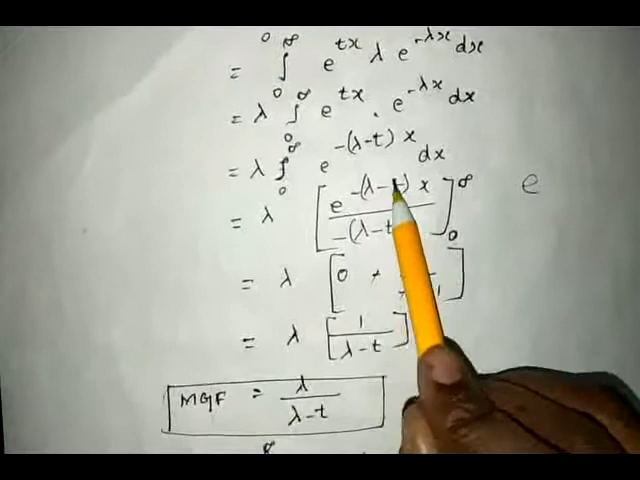 = ∫₀^∞ e^{tx} λ e^{-λx} dx
= λ ∫₀^∞ e^{tx} . e^{-λx} dx
= λ ∫₀^∞ e^{-(λ-t)x} dx
= λ [e^{-(λ-t)x} / -(λ-t)]₀^∞ e
= λ [0 +
= λ [1 / λ-t]
MGF = λ / λ-t